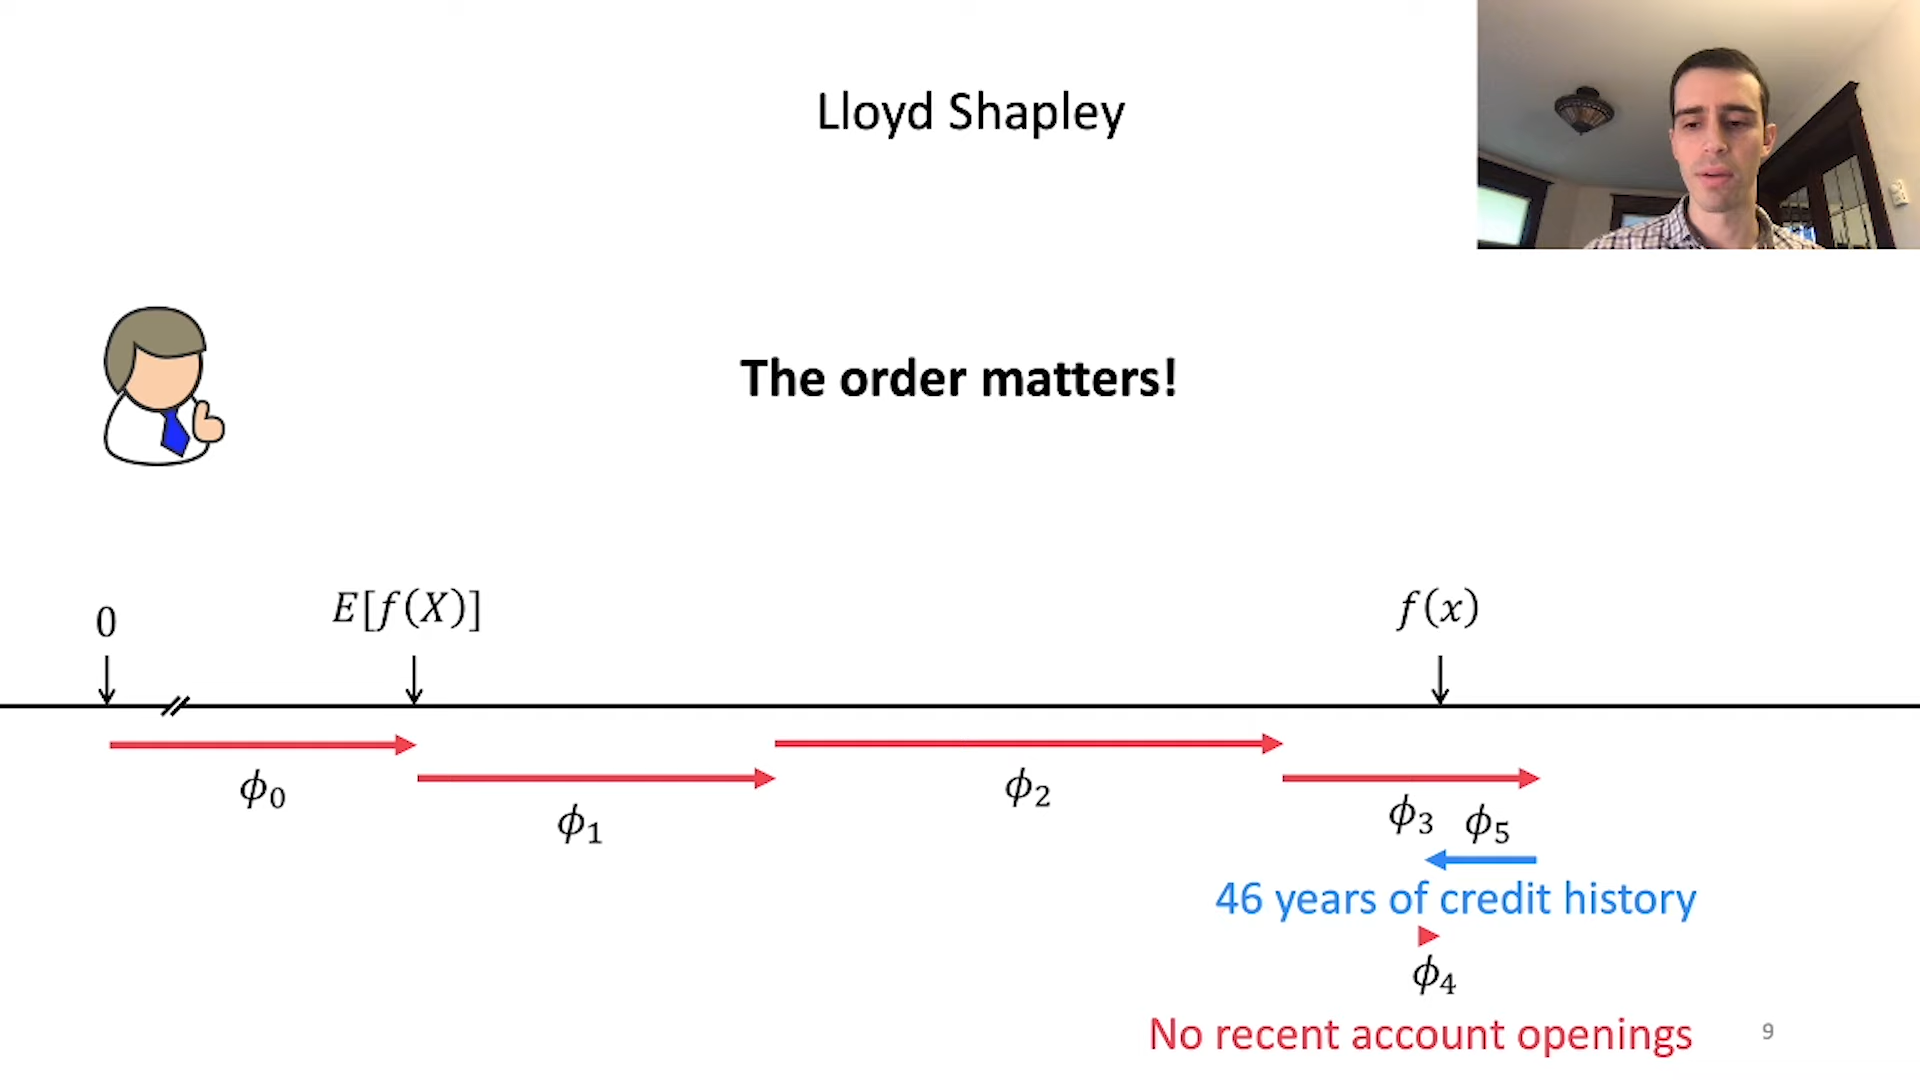 Lloyd Shapley
The order matters!
0
E[f(X)]
f(x)
ϕ₀
ϕ₁
ϕ₂
ϕ₃
ϕ₅
46 years of credit history
ϕ₄
No recent account openings
9